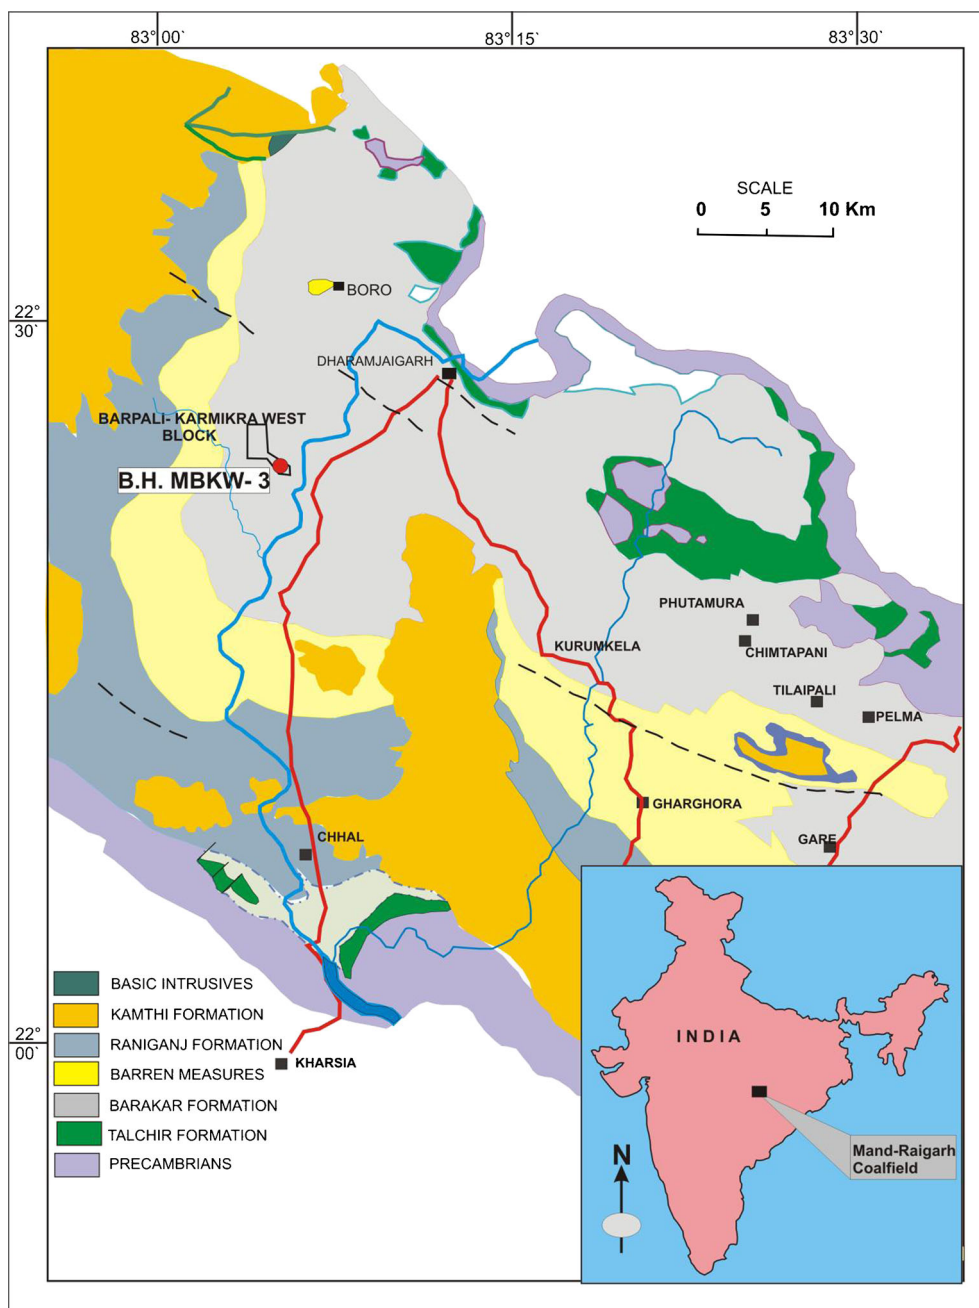 83°00`
83°15`
83°30`
SCALE
0 5 10 Km
22°
30`
BORO
DHARAMJAIGARH
BARPALI- KARMIKRA WEST
BLOCK
B.H. MBKW- 3
PHUTAMURA
KURUMKELA
CHIMTAPANI
TILAIPALI
PELMA
GHARGHORA
CHHAL
GARE
22°
00`
KHARSIA
BASIC INTRUSIVES
KAMTHI FORMATION
RANIGANJ FORMATION
BARREN MEASURES
BARAKAR FORMATION
TALCHIR FORMATION
PRECAMBRIANS
INDIA
Mand-Raigarh
Coalfield
N